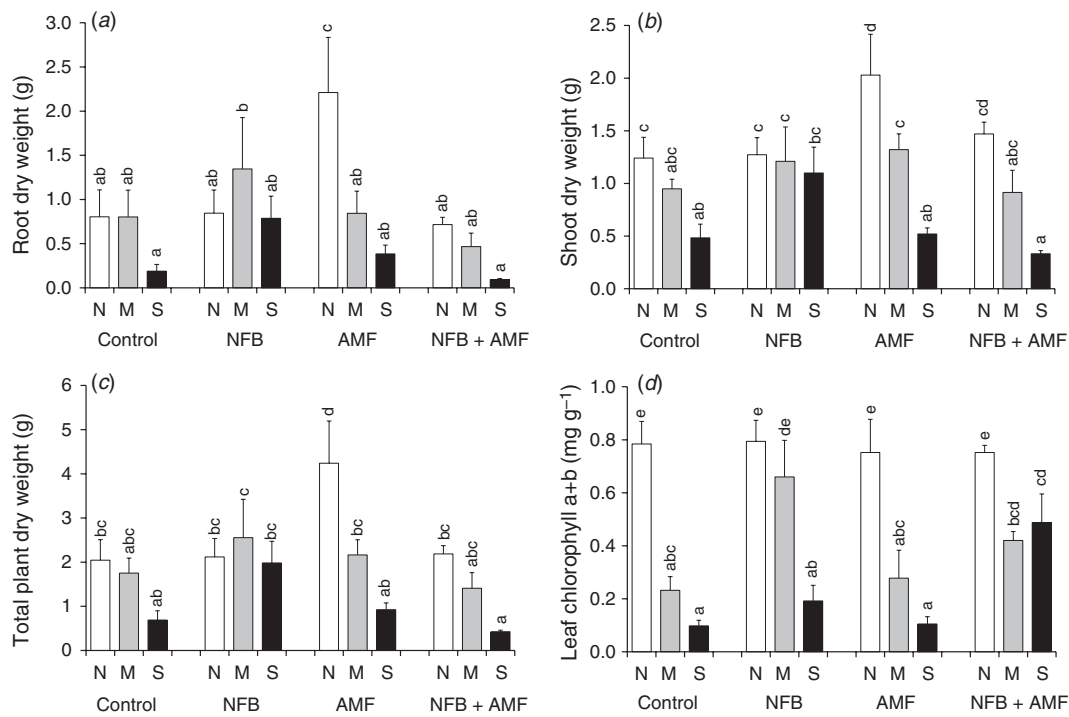 (a)
Root dry weight (g)
3.0
2.5
2.0
1.5
1.0
0.5
0.0
ab ab a ab b ab c ab ab ab ab a
N M S N M S N M S N M S
Control NFB AMF NFB + AMF
(b)
Shoot dry weight (g)
2.5
2.0
1.5
1.0
0.5
0.0
c abc ab c c bc d c ab cd abc a
N M S N M S N M S N M S
Control NFB AMF NFB + AMF
(c)
Total plant dry weight (g)
6
5
4
3
2
1
0
bc abc ab bc c bc d bc ab bc abc a
N M S N M S N M S N M S
Control NFB AMF NFB + AMF
(d)
Leaf chlorophyll a+b (mg g⁻¹)
1.0
0.8
0.6
0.4
0.2
0.0
e abc a e de ab e abc a e bcd cd
N M S N M S N M S N M S
Control NFB AMF NFB + AMF